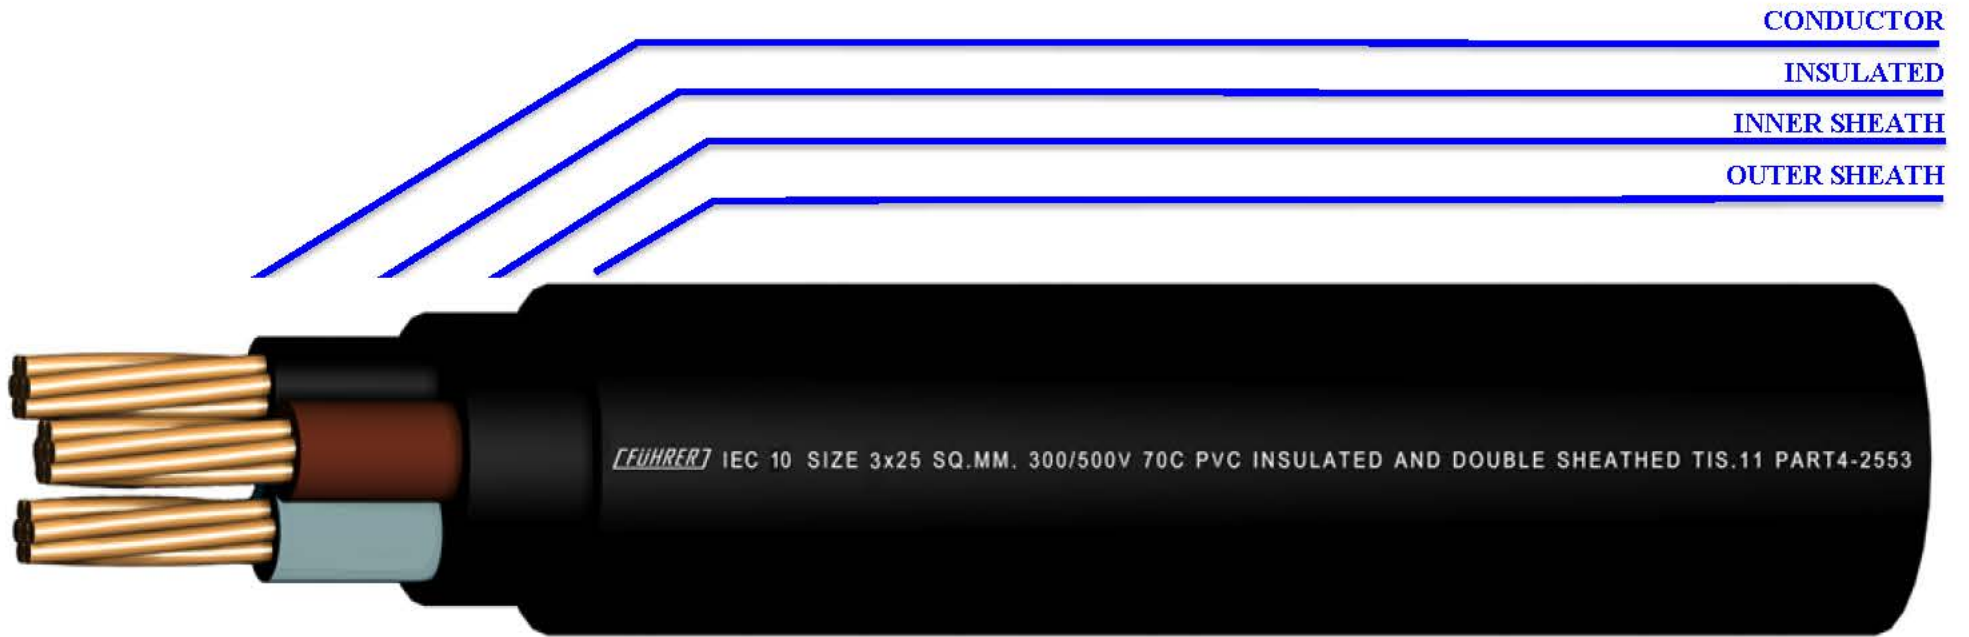 CONDUCTOR
INSULATED
INNER SHEATH
OUTER SHEATH
FUHRER IEC 10 SIZE 3x25 SQ.MM. 300/500V 70C PVC INSULATED AND DOUBLE SHEATHED TIS.11 PART4-2553